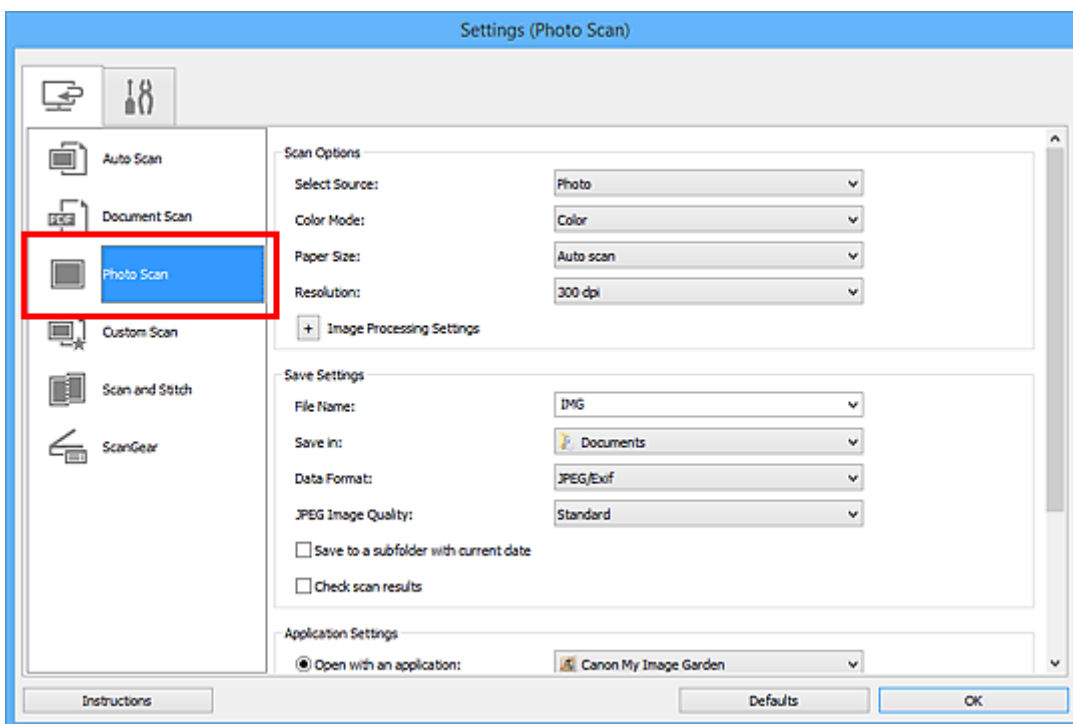 Settings (Photo Scan)
Auto Scan
Document Scan
Photo Scan
Custom Scan
Scan and Stitch
ScanGear
Scan Options
Select Source: Photo
Color Mode: Color
Paper Size: Auto scan
Resolution: 300 dpi
+ Image Processing Settings
Save Settings
File Name: IMG
Save in: Documents
Data Format: JPEG/Exif
JPEG Image Quality: Standard
Save to a subfolder with current date
Check scan results
Application Settings
Open with an application: Canon My Image Garden
Instructions Defaults OK